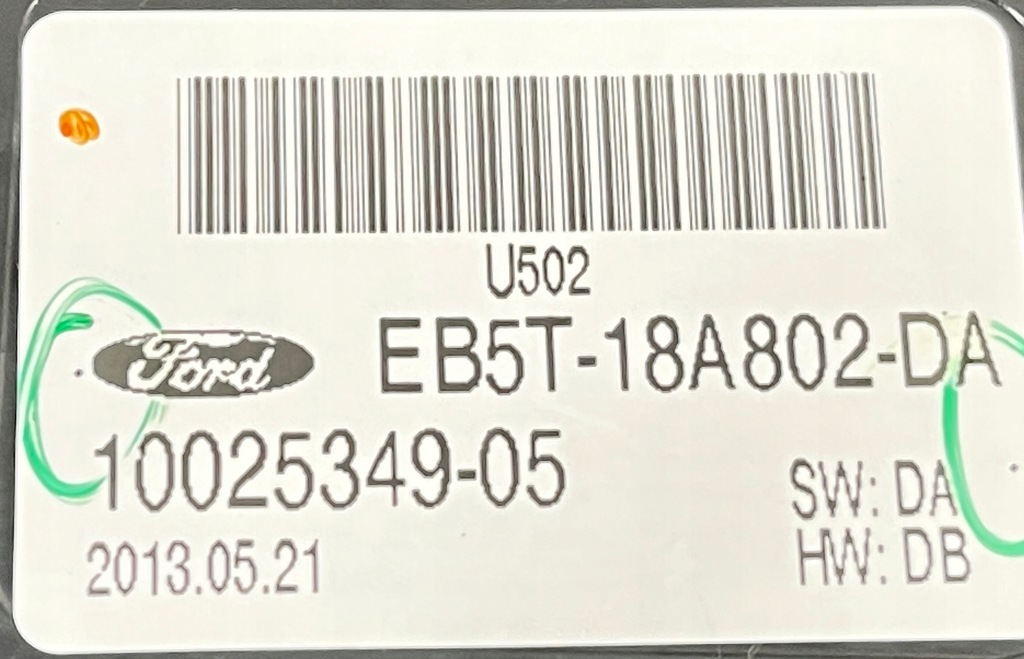 U502
Ford EB5T-18A802-DA
10025349-05
SW: DA
HW: DB
2013.05.21